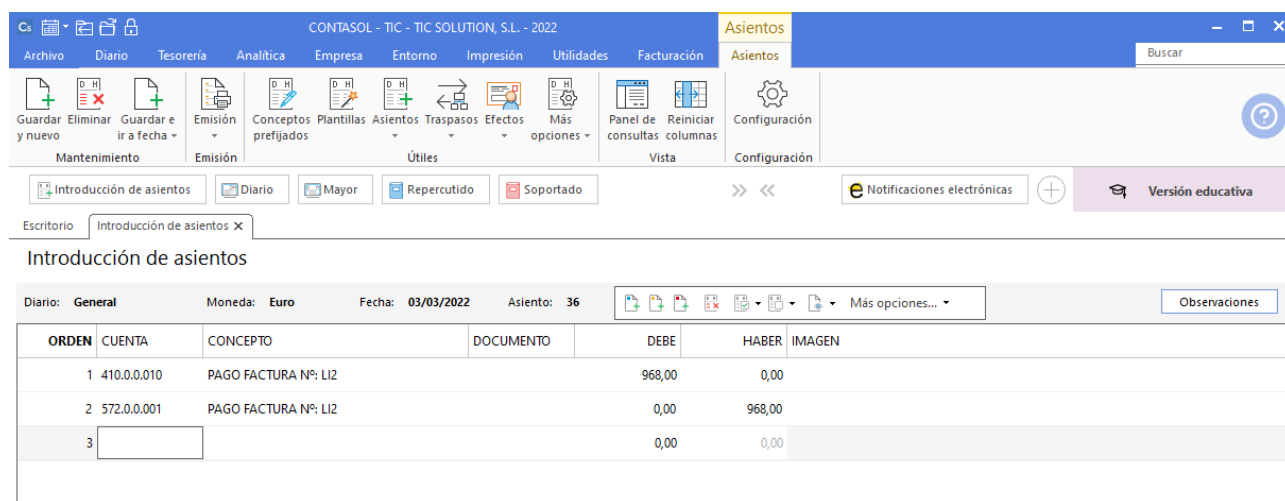 Cs CONTASOL - TIC - TIC SOLUTION, S.L. - 2022 Asientos
Archivo Diario Tesorería Analítica Empresa Entorno Impresión Utilidades Facturación Asientos Buscar
D H D H D H D H D H
Guardar Eliminar Guardar e Emisión Conceptos Plantillas Asientos Traspasos Efectos Más Panel de Reiniciar Configuración
y nuevo ir a fecha prefijados opciones consultas columnas
Mantenimiento Emisión Útiles Vista Configuración
Introducción de asientos Diario Mayor Repercutido Soportado e Notificaciones electrónicas Versión educativa
Escritorio Introducción de asientos X
Introducción de asientos
Diario: General Moneda: Euro Fecha: 03/03/2022 Asiento: 36 Más opciones... Observaciones
ORDEN CUENTA CONCEPTO DOCUMENTO DEBE HABER IMAGEN
1 410.0.0.010 PAGO FACTURA Nº: LI2 968,00 0,00
2 572.0.0.001 PAGO FACTURA Nº: LI2 0,00 968,00
3 0,00 0,00